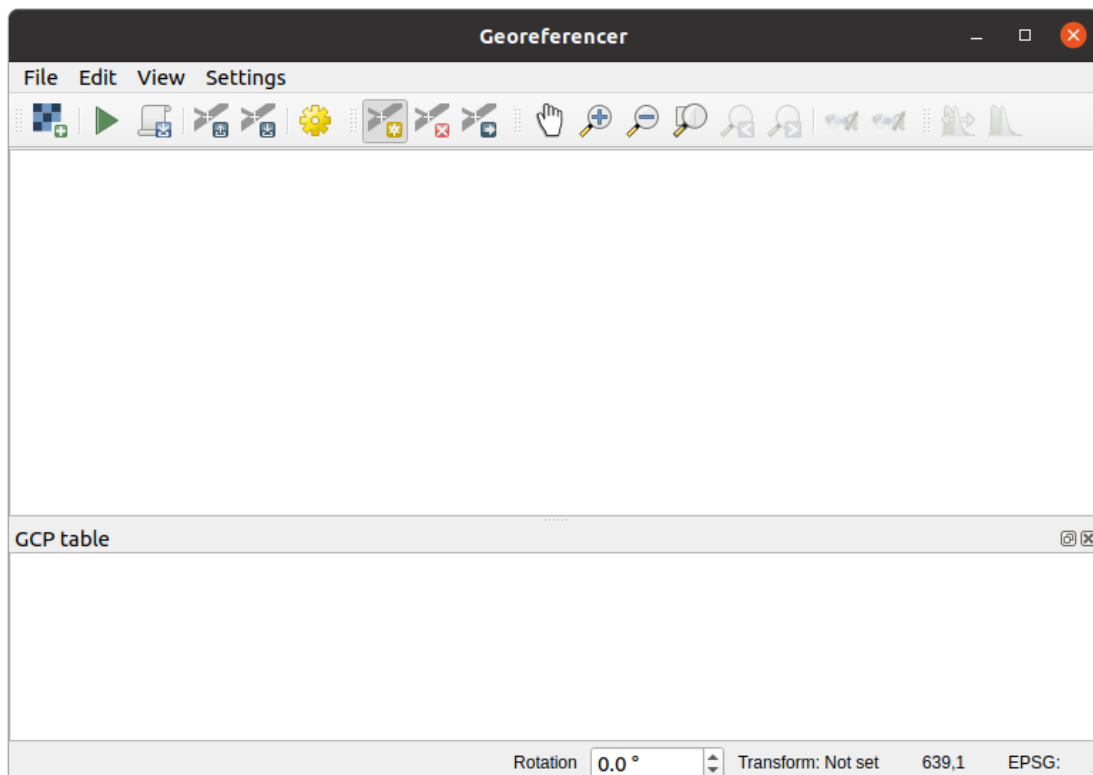 Georeferencer
File Edit View Settings
GCP table
Rotation 0.0 ° Transform: Not set 639,1 EPSG: